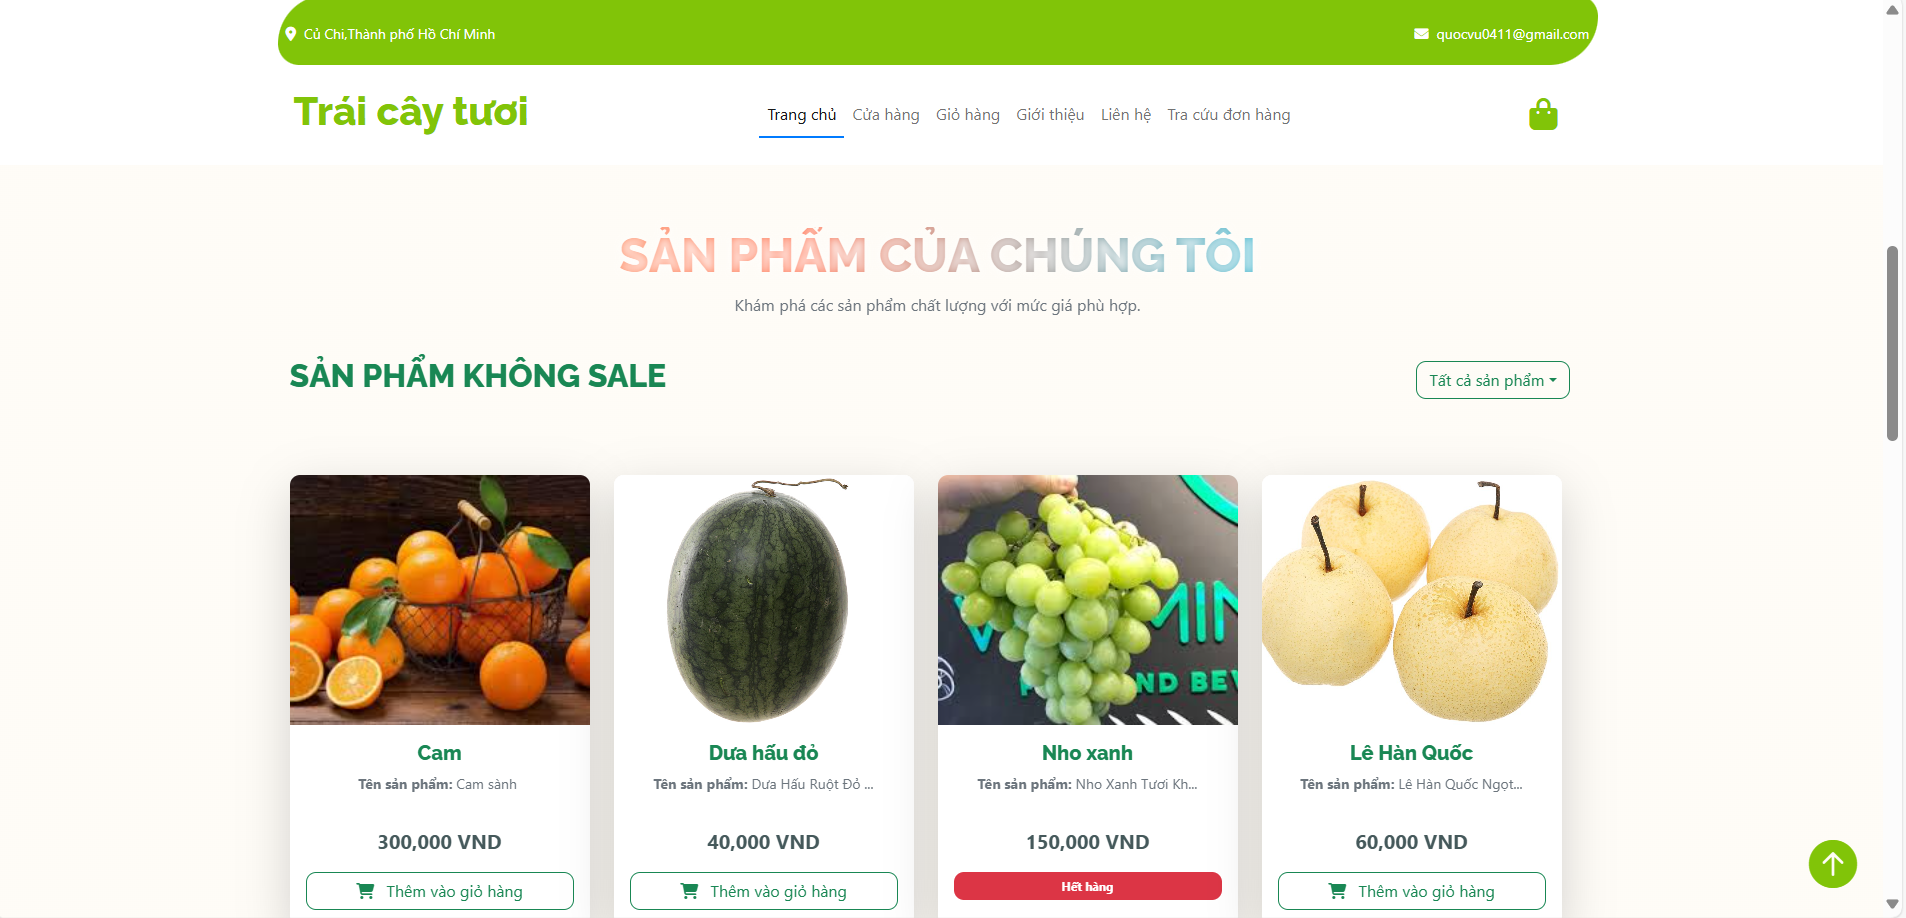 Củ Chi,Thành phố Hồ Chí Minh
quocvu0411@gmail.com
Trái cây tươi
Trang chủ
Cửa hàng
Giỏ hàng
Giới thiệu
Liên hệ
Tra cứu đơn hàng
SẢN PHẨM CỦA CHÚNG TÔI
Khám phá các sản phẩm chất lượng với mức giá phù hợp.
SẢN PHẨM KHÔNG SALE
Tất cả sản phẩm
Cam
Tên sản phẩm: Cam sành
300,000 VND
Thêm vào giỏ hàng
Dưa hấu đỏ
Tên sản phẩm: Dưa Hấu Ruột Đỏ ...
40,000 VND
Thêm vào giỏ hàng
Nho xanh
Tên sản phẩm: Nho Xanh Tươi Kh...
150,000 VND
Hết hàng
Lê Hàn Quốc
Tên sản phẩm: Lê Hàn Quốc Ngọt...
60,000 VND
Thêm vào giỏ hàng